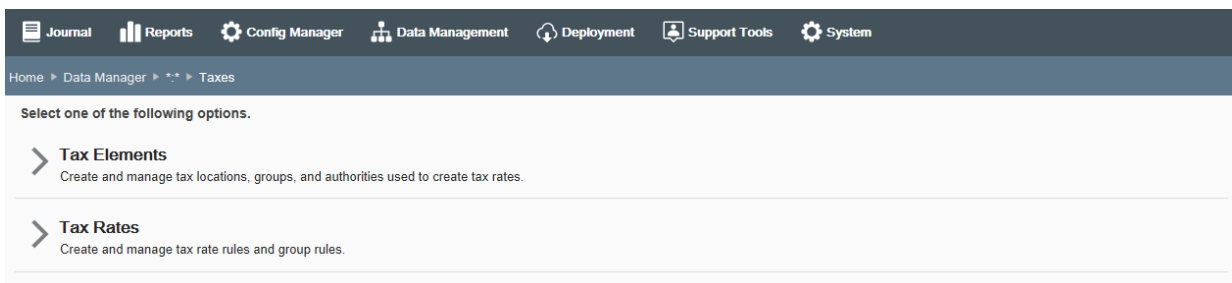 Journal Reports Config Manager Data Management Deployment Support Tools System
Home Data Manager *:* Taxes
Select one of the following options.
Tax Elements
Create and manage tax locations, groups, and authorities used to create tax rates.
Tax Rates
Create and manage tax rate rules and group rules.